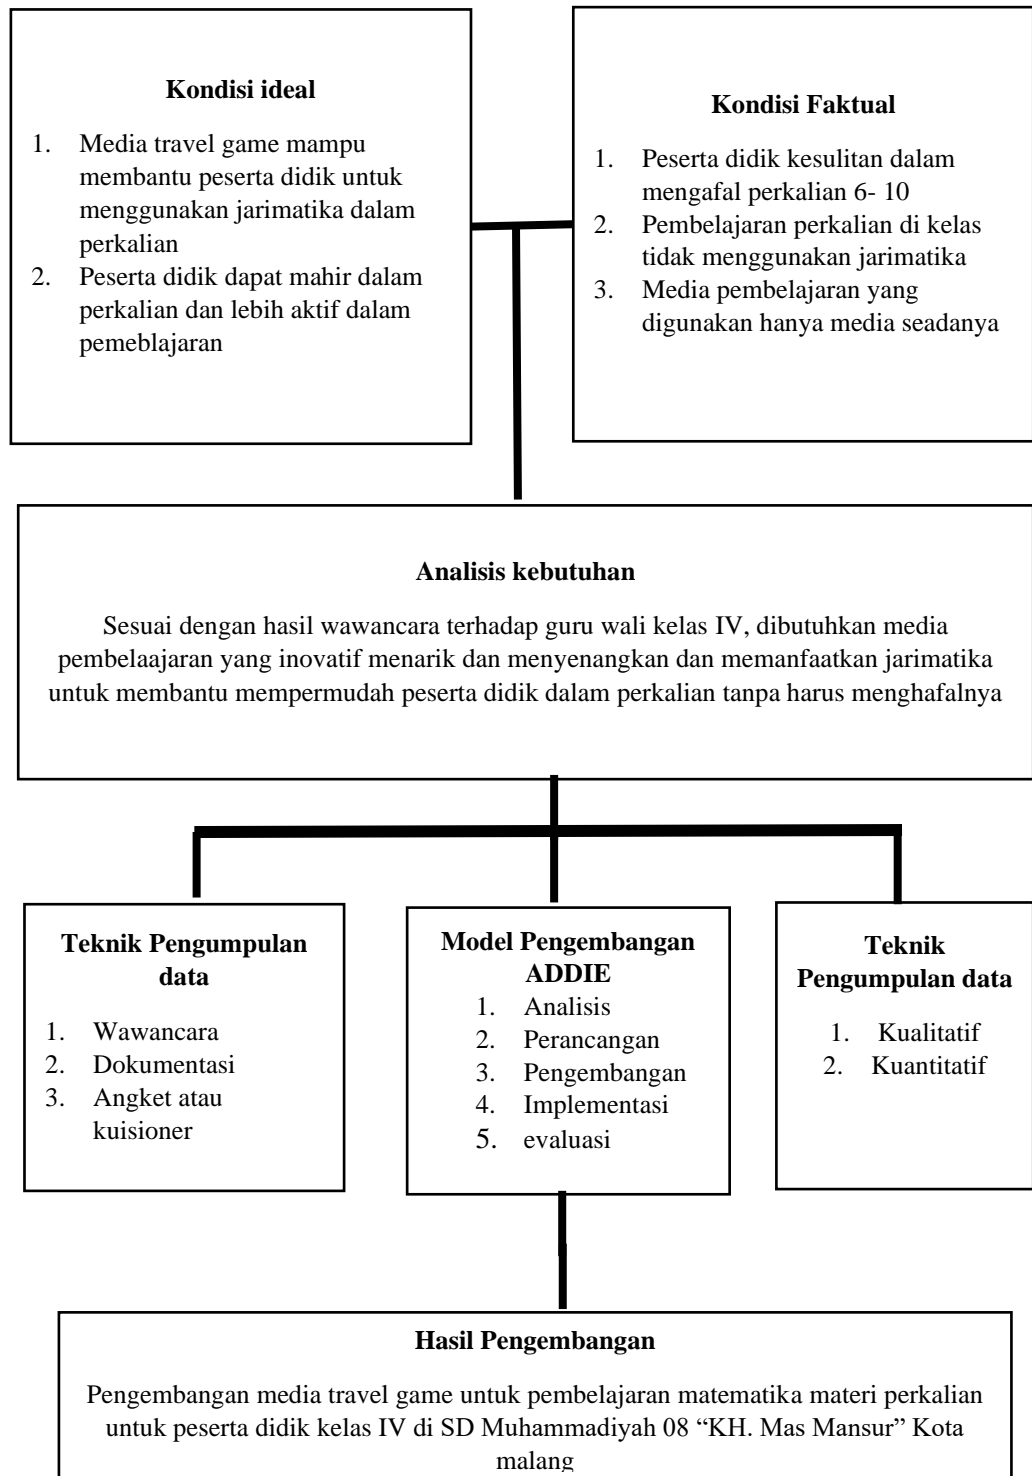 Kondisi ideal
1. Media travel game mampu
membantu peserta didik untuk
menggunakan jarimatika dalam
perkalian
2. Peserta didik dapat mahir dalam
perkalian dan lebih aktif dalam
pemeblajaran
Kondisi Faktual
1. Peserta didik kesulitan dalam
mengafal perkalian 6- 10
2. Pembelajaran perkalian di kelas
tidak menggunakan jarimatika
3. Media pembelajaran yang
digunakan hanya media seadanya
Analisis kebutuhan
Sesuai dengan hasil wawancara terhadap guru wali kelas IV, dibutuhkan media
pembelaajaran yang inovatif menarik dan menyenangkan dan memanfaatkan jarimatika
untuk membantu mempermudah peserta didik dalam perkalian tanpa harus menghafalnya
Teknik Pengumpulan
data
1. Wawancara
2. Dokumentasi
3. Angket atau
kuisioner
Model Pengembangan
ADDIE
1. Analisis
2. Perancangan
3. Pengembangan
4. Implementasi
5. evaluasi
Teknik
Pengumpulan data
1. Kualitatif
2. Kuantitatif
Hasil Pengembangan
Pengembangan media travel game untuk pembelajaran matematika materi perkalian
untuk peserta didik kelas IV di SD Muhammadiyah 08 “KH. Mas Mansur” Kota
malang